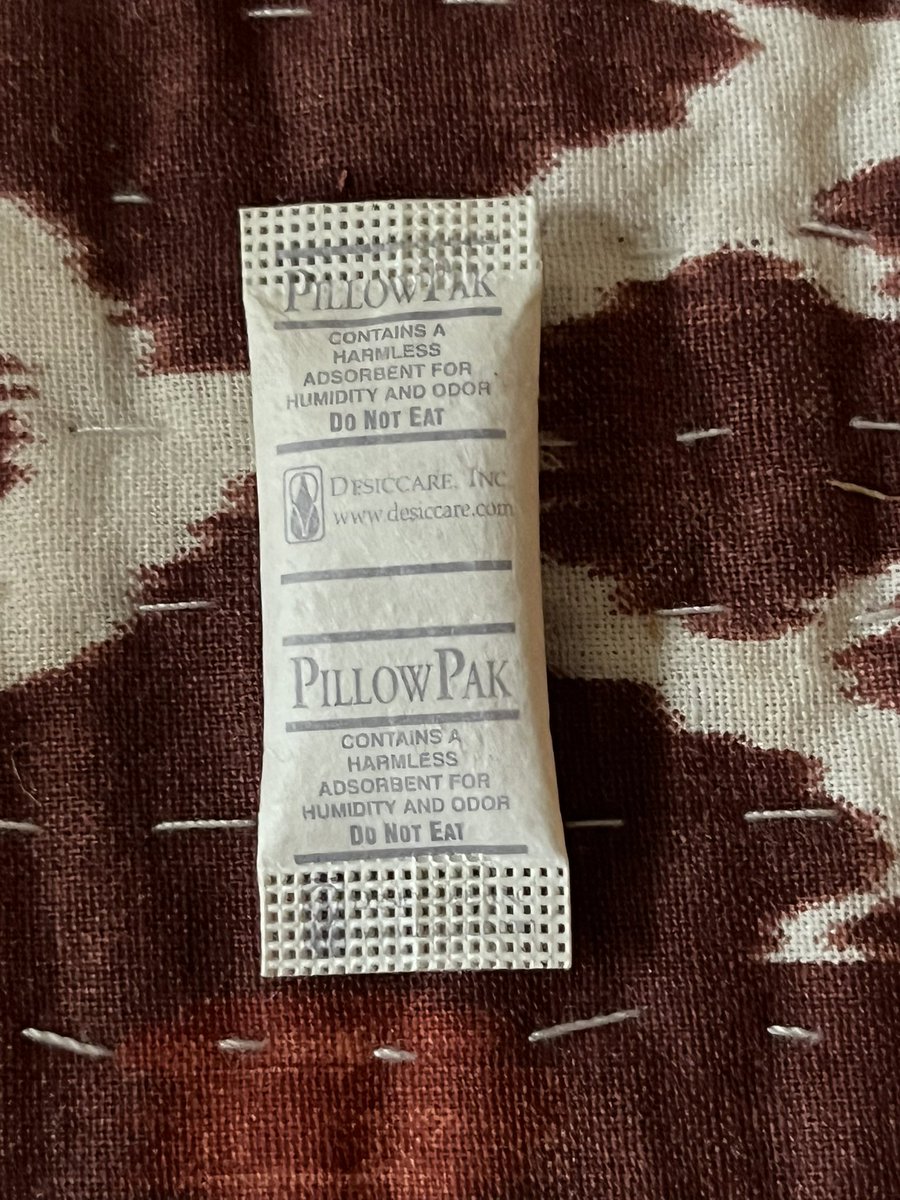 PILLOWPAK
CONTAINS A
HARMLESS
ADSORBENT FOR
HUMIDITY AND ODOR
DO NOT EAT
DESICCARE, INC
www.desiccare.com
PILLOWPAK
CONTAINS A
HARMLESS
ADSORBENT FOR
HUMIDITY AND ODOR
DO NOT EAT